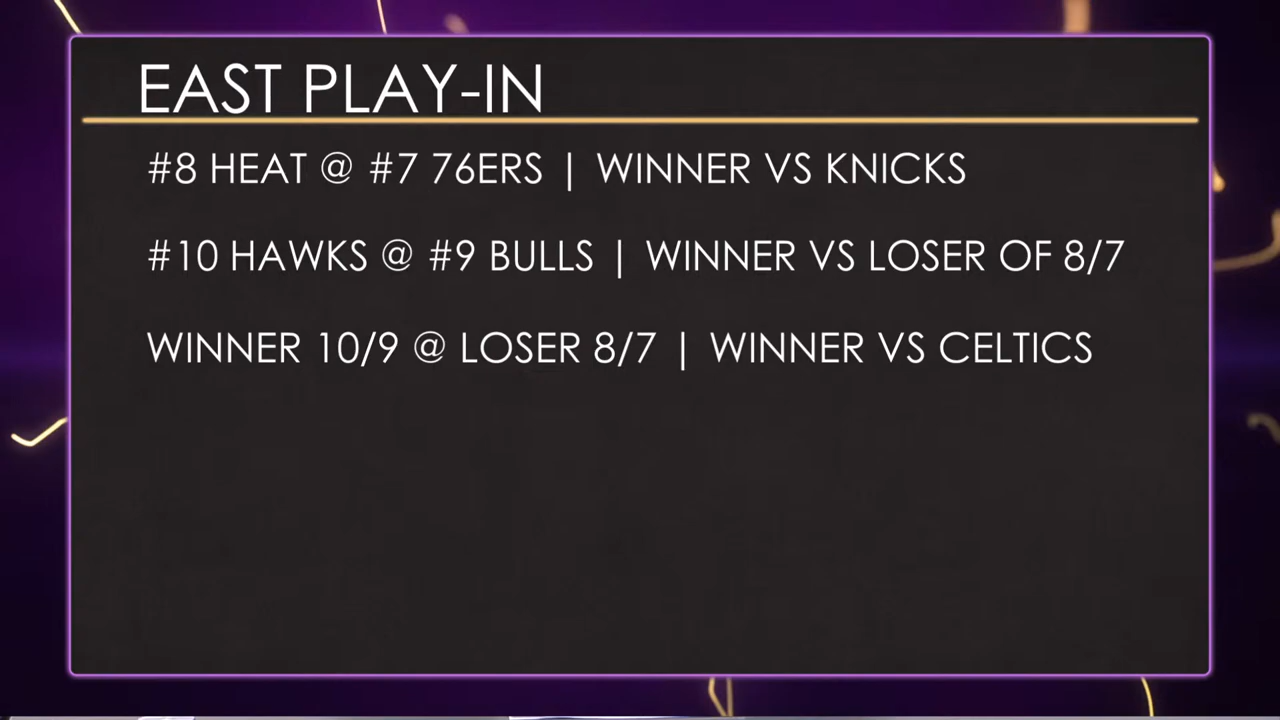 EAST PLAY-IN
#8 HEAT @ #7 76ERS | WINNER VS KNICKS
#10 HAWKS @ #9 BULLS | WINNER VS LOSER OF 8/7
WINNER 10/9 @ LOSER 8/7 | WINNER VS CELTICS